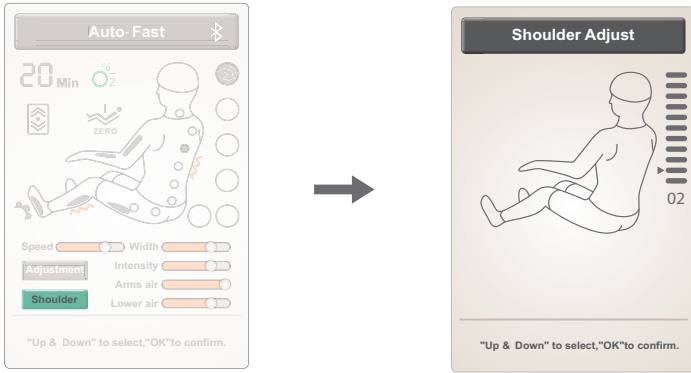 Auto-Fast
20 Min
O2
ZERO
Speed
Width
Adjustment
Intensity
Arms air
Shoulder
Lower air
"Up & Down" to select,"OK"to confirm.
Shoulder Adjust
02
"Up & Down" to select,"OK"to confirm.